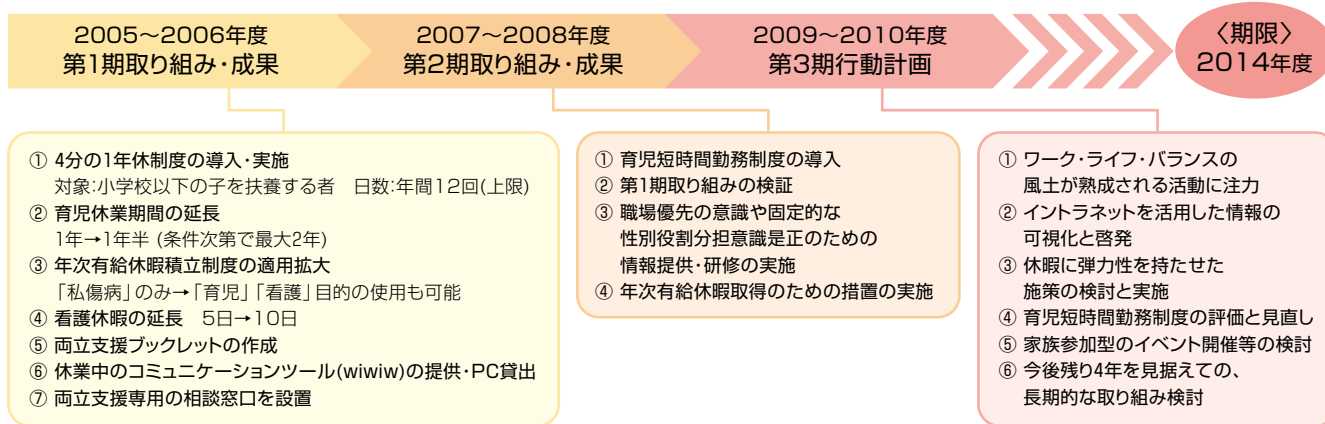 2005～2006年度
第1期取り組み・成果
2007～2008年度
第2期取り組み・成果
2009～2010年度
第3期行動計画
〈期限〉
2014年度
① 4分の1年休制度の導入・実施
対象:小学校以下の子を扶養する者　日数:年間12回(上限)
② 育児休業期間の延長
1年→1年半 (条件次第で最大2年)
③ 年次有給休暇積立制度の適用拡大
「私傷病」のみ→「育児」「看護」目的の使用も可能
④ 看護休暇の延長　5日→10日
⑤ 両立支援ブックレットの作成
⑥ 休業中のコミュニケーションツール(wiwiw)の提供・PC貸出
⑦ 両立支援専用の相談窓口を設置
① 育児短時間勤務制度の導入
② 第1期取り組みの検証
③ 職場優先の意識や固定的な
性別役割分担意識是正のための
情報提供・研修の実施
④ 年次有給休暇取得のための措置の実施
① ワーク・ライフ・バランスの
風土が熟成される活動に注力
② イントラネットを活用した情報の
可視化と啓発
③ 休暇に弾力性を持たせた
施策の検討と実施
④ 育児短時間勤務制度の評価と見直し
⑤ 家族参加型のイベント開催等の検討
⑥ 今後残り4年を見据えての、
長期的な取り組み検討